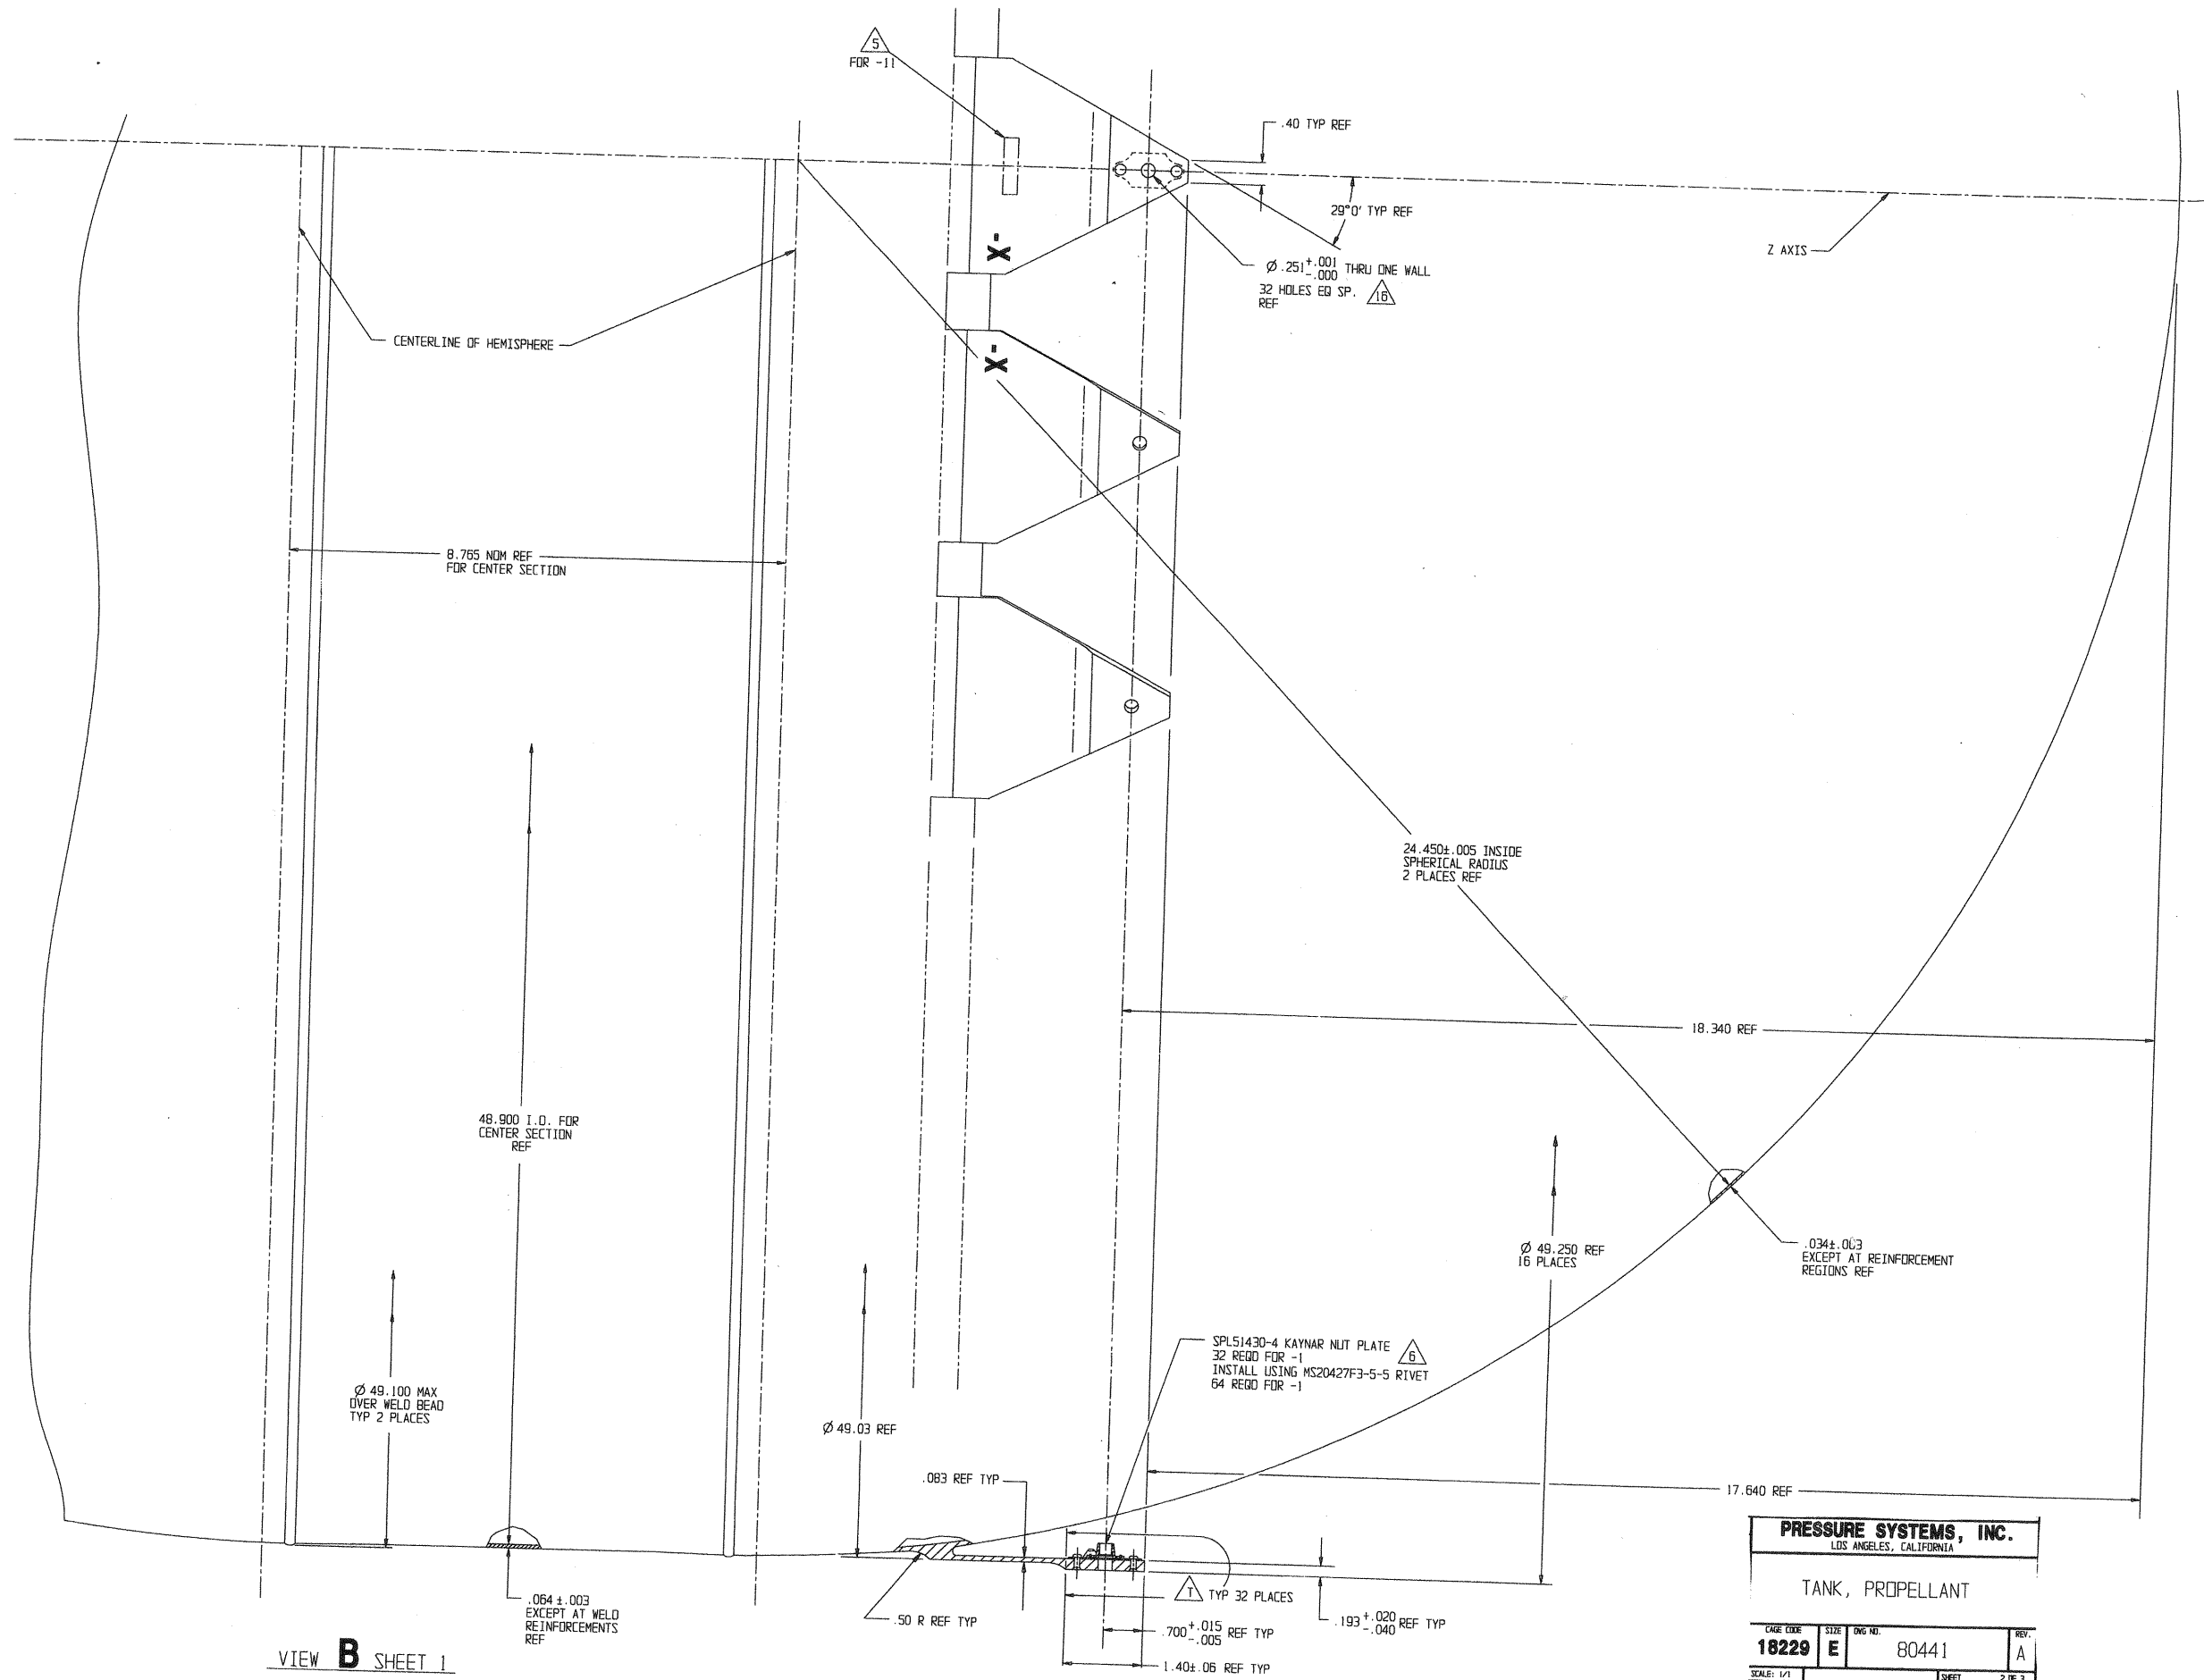 5
FOR -11
.40 TYP REF
29°0' TYP REF
Z AXIS
Ø .251 +.001 -.000 THRU ONE WALL
32 HOLES EQ SP. 16
REF
X-
X-
CENTERLINE OF HEMISPHERE
8.765 NOM REF
FOR CENTER SECTION
24.450±.005 INSIDE
SPHERICAL RADIUS
2 PLACES REF
18.340 REF
48.900 I.D. FOR
CENTER SECTION
REF
Ø 49.250 REF
16 PLACES
.034±.003
EXCEPT AT REINFORCEMENT
REGIONS REF
SPL51430-4 KAYNAR NUT PLATE 6
32 REQD FOR -1
INSTALL USING MS20427F3-5-5 RIVET
64 REQD FOR -1
Ø 49.100 MAX
OVER WELD BEAD
TYP 2 PLACES
Ø 49.03 REF
.083 REF TYP
17.640 REF
.064 ±.003
EXCEPT AT WELD
REINFORCEMENTS
REF
.50 R REF TYP
TYP 32 PLACES
.193 +.020 -.040 REF TYP
.700 +.015 -.005 REF TYP
1.40±.06 REF TYP
VIEW B SHEET 1
PRESSURE SYSTEMS, INC.
LOS ANGELES, CALIFORNIA
TANK, PROPELLANT
CAGE CODE SIZE DWG NO. REV.
18229 E 80441 A
SCALE: 1/1 SHEET 2 OF 3